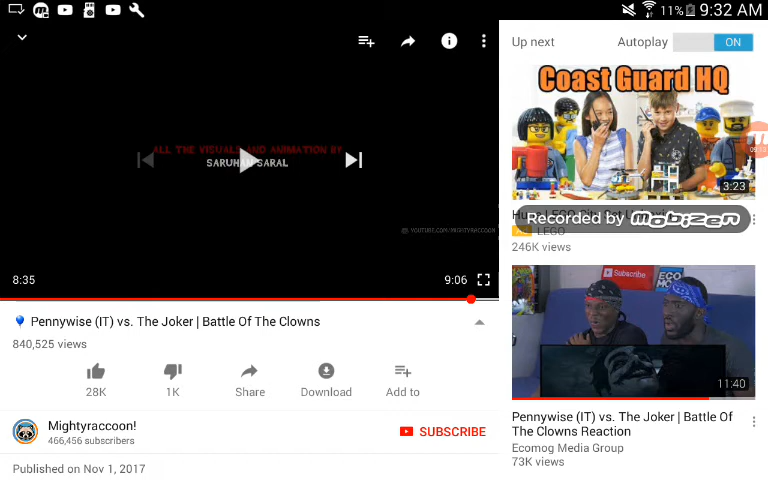 11% 9:32 AM
Up next Autoplay ON
ALL THE VISUALS AND ANIMATION BY
SARUHAN SARAL
YOUTUBE.COM/MIGHTYRACCOON
8:35 9:06
Pennywise (IT) vs. The Joker | Battle Of The Clowns
840,525 views
28K 1K Share Download Add to
Mightyraccoon!
466,456 subscribers
SUBSCRIBE
Published on Nov 1, 2017
Coast Guard HQ
3:23
Recorded by mobizen
LEGO
246K views
Subscribe
ECO
11:40
Pennywise (IT) vs. The Joker | Battle Of
The Clowns Reaction
Ecomog Media Group
73K views